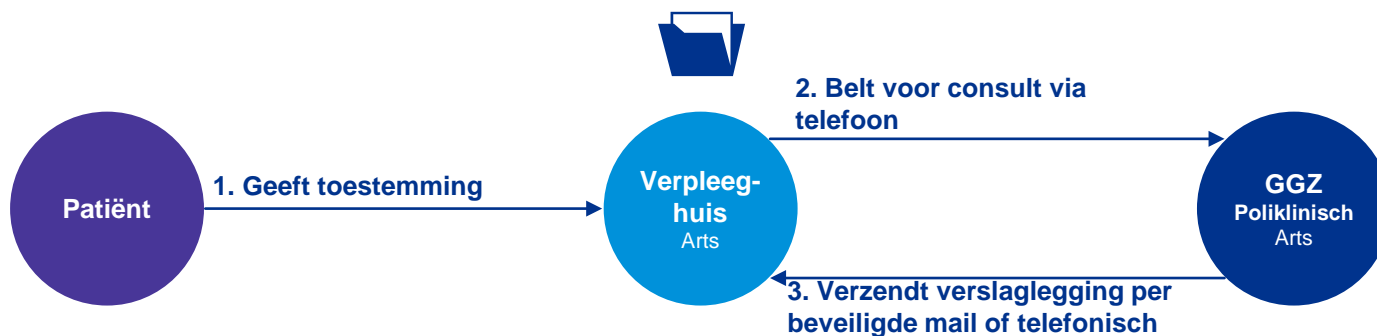 2. Belt voor consult via
telefoon
Patiënt
1. Geeft toestemming
Verpleeg-
huis
Arts
GGZ
Poliklinisch
Arts
3. Verzendt verslaglegging per
beveiligde mail of telefonisch